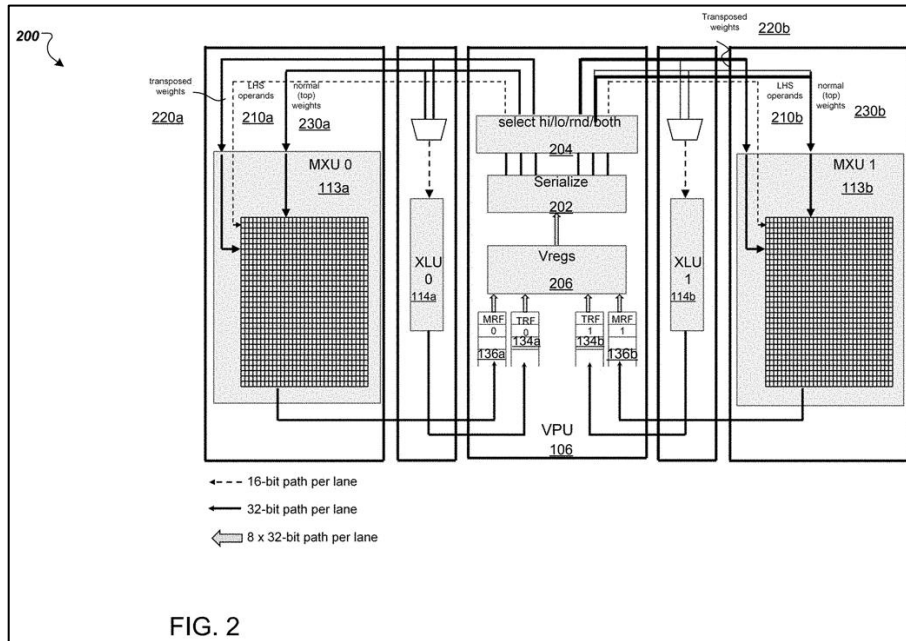 200
transposed
weights
220a
LHS
operands
210a
normal
(top)
weights
230a
Transposed
weights
220b
LHS
operands
210b
normal
(top)
weights
230b
select hi/lo/rnd/both
204
Serialize
202
Vregs
206
MXU 0
113a
XLU
0
114a
MRF
0
136a
TRF
0
134a
TRF
1
134b
MRF
1
136b
XLU
1
114b
MXU 1
113b
VPU
106
16-bit path per lane
32-bit path per lane
8 x 32-bit path per lane
FIG. 2